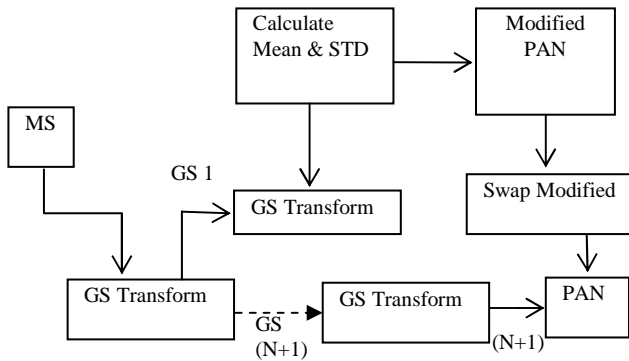 Calculate
Mean & STD
Modified
PAN
MS
GS 1
GS Transform
Swap Modified
GS Transform
GS
(N+1)
GS Transform
(N+1)
PAN